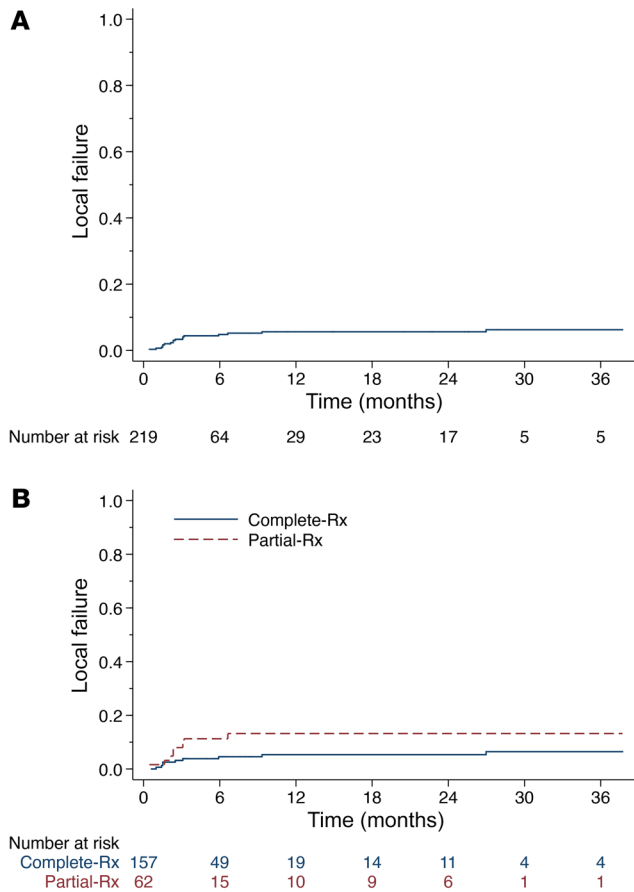 A
1.0
0.8
0.6
0.4
0.2
0.0
Local failure
0 6 12 18 24 30 36
Time (months)
Number at risk 219 64 29 23 17 5 5
B
Complete-Rx
Partial-Rx
1.0
0.8
0.6
0.4
0.2
0.0
Local failure
0 6 12 18 24 30 36
Time (months)
Number at risk
Complete-Rx 157 49 19 14 11 4 4
Partial-Rx 62 15 10 9 6 1 1